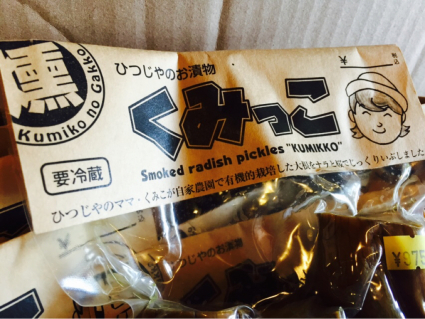 ひつじやのお漬物
くみっこ
Smoked radish pickles "KUMIKKO"
Kumiko no Gakko
要冷蔵
ひつじやのママ・くみこが自家農園で有機的栽培した大根をナラと桜でじっくりいぶしました
¥
ひつじやのお漬物